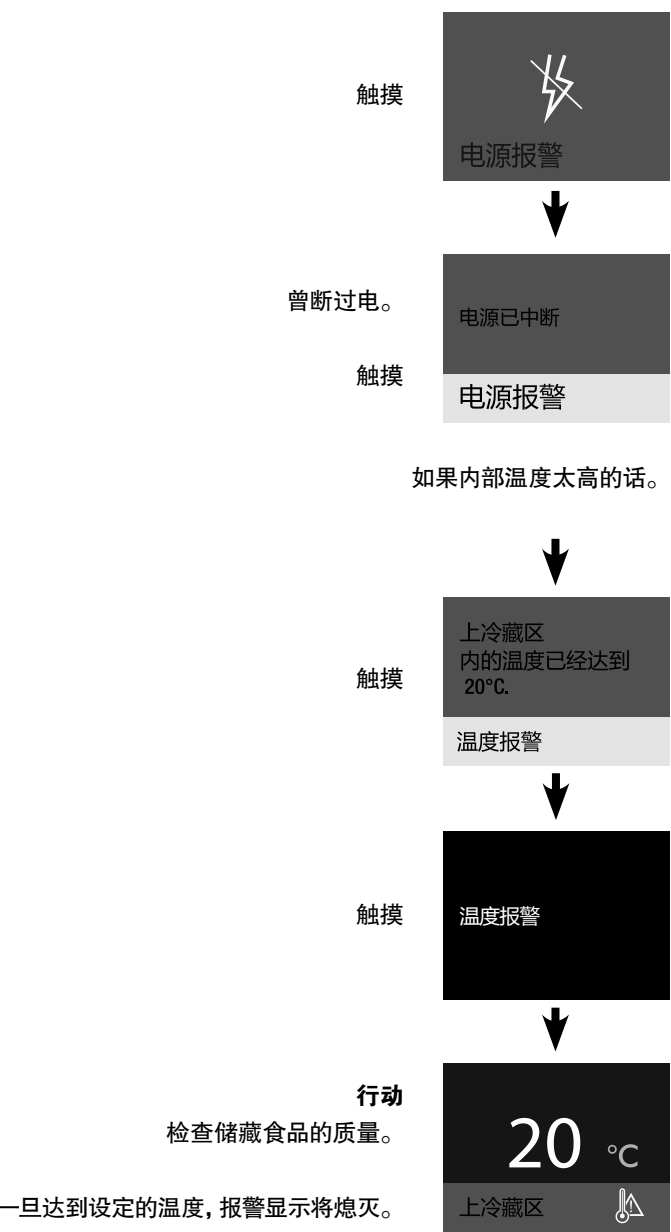 触摸
电源报警
曾断过电。
电源已中断
触摸
电源报警
如果内部温度太高的话。
上冷藏区
内的温度已经达到
20°C.
触摸
温度报警
触摸
温度报警
行动
检查储藏食品的质量。
20 °C
一旦达到设定的温度，报警显示将熄灭。
上冷藏区